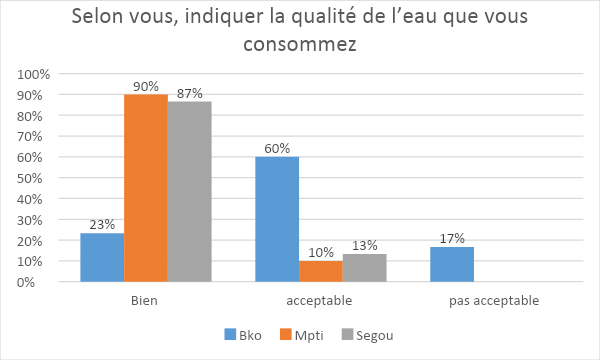 Selon vous, indiquer la qualité de l’eau que vous
consommez
100%
90%
80%
70%
60%
50%
40%
30%
20%
10%
0%
23%
90%
87%
60%
10%
13%
17%
Bien
acceptable
pas acceptable
Bko
Mpti
Segou